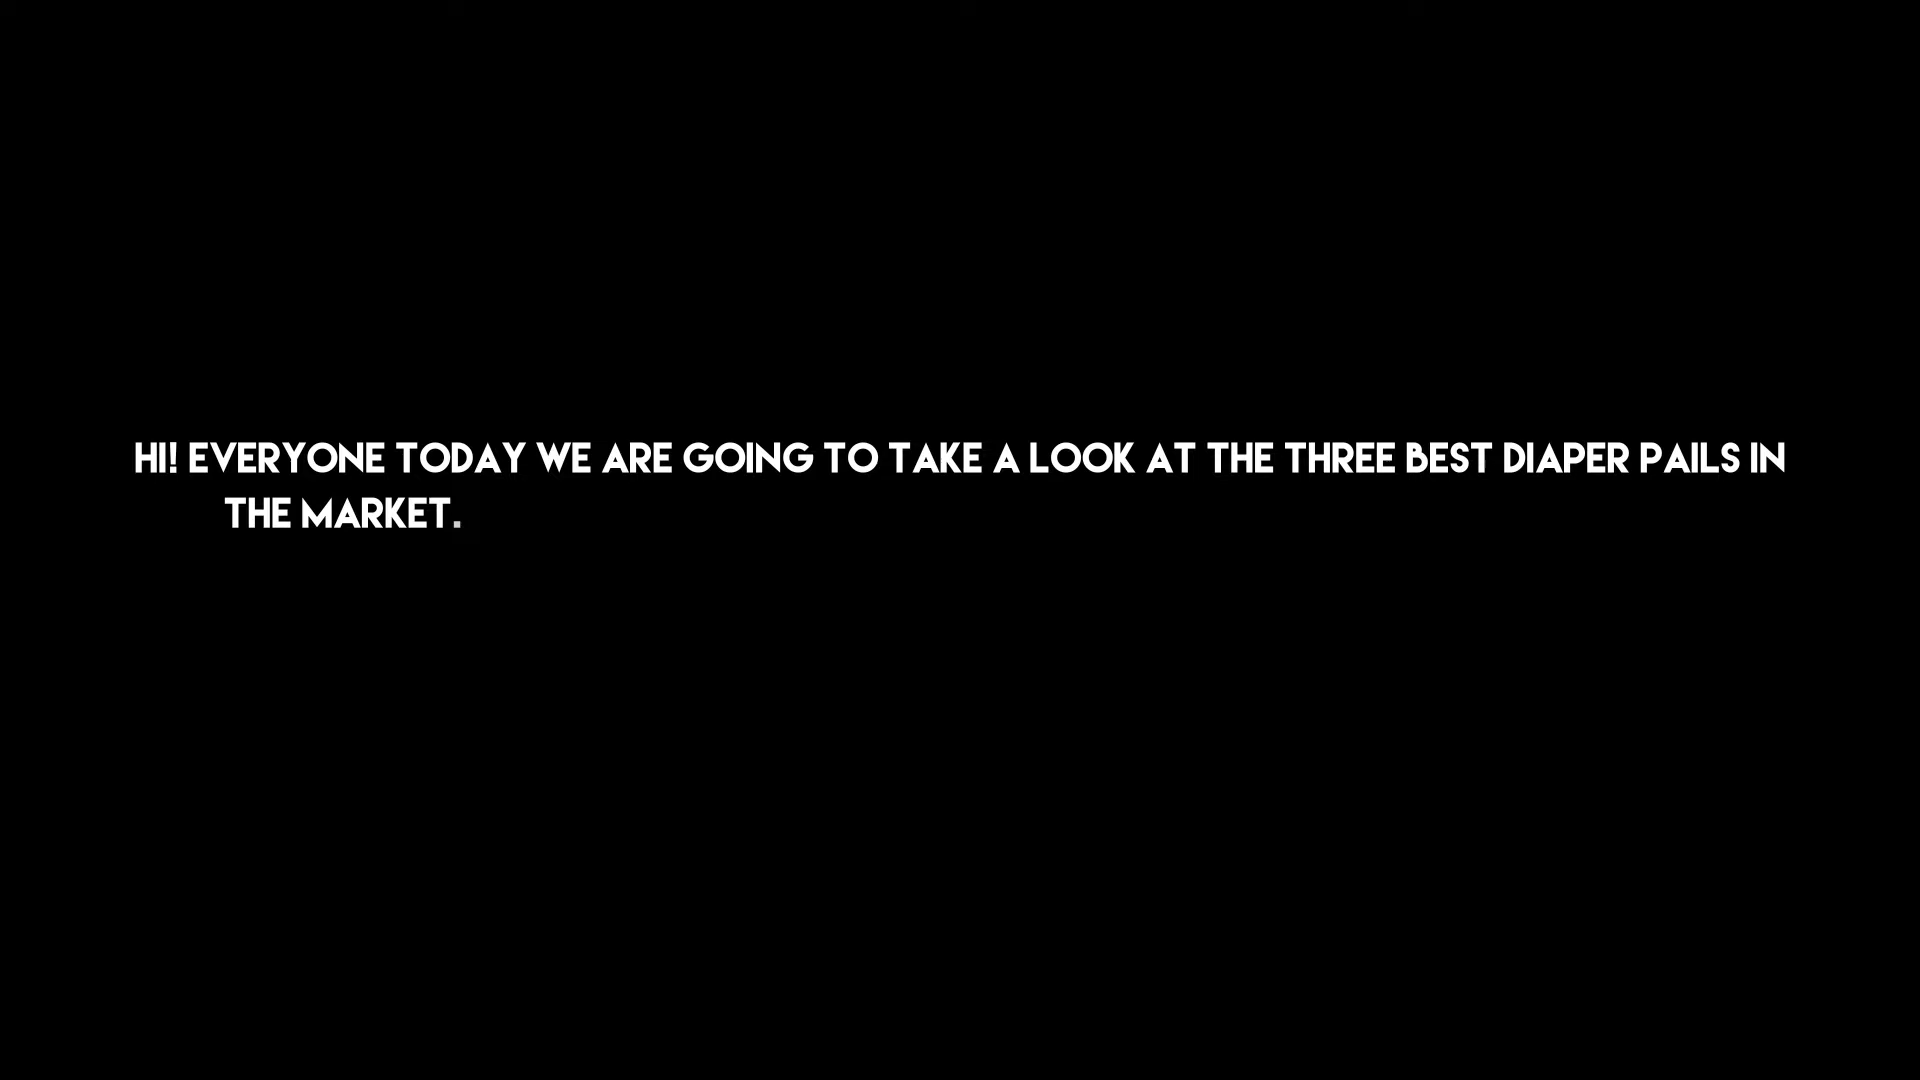 HI! EVERYONE TODAY WE ARE GOING TO TAKE A LOOK AT THE THREE BEST DIAPER PAILS IN
THE MARKET.